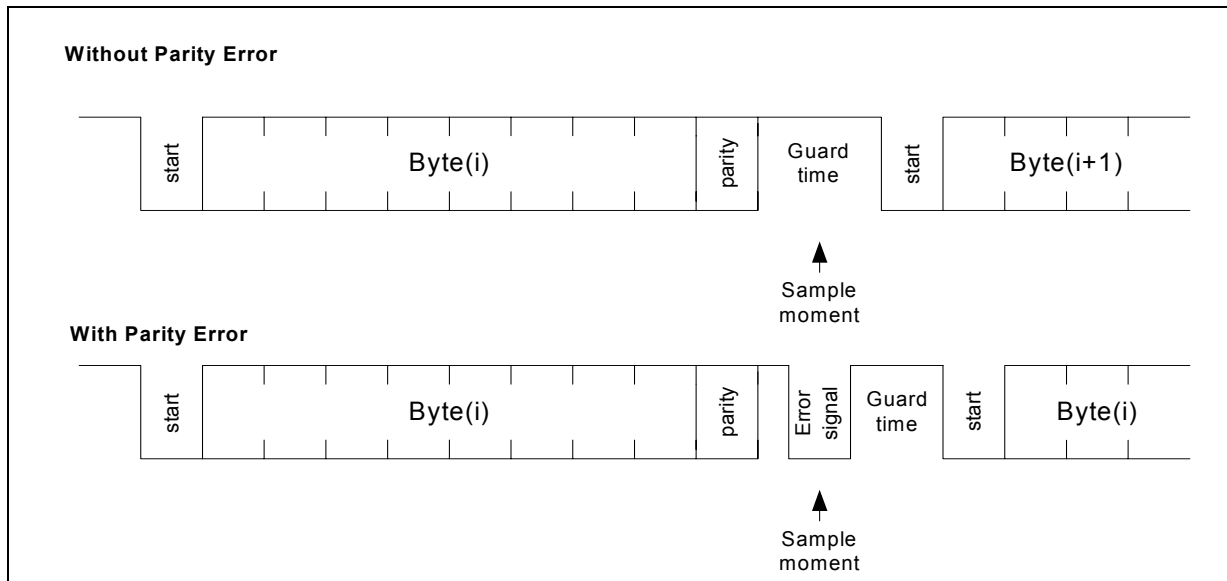 Without Parity Error
start
Byte(i)
parity
Guard
time
start
Byte(i+1)
Sample
moment
With Parity Error
start
Byte(i)
parity
Error
signal
Guard
time
start
Byte(i)
Sample
moment